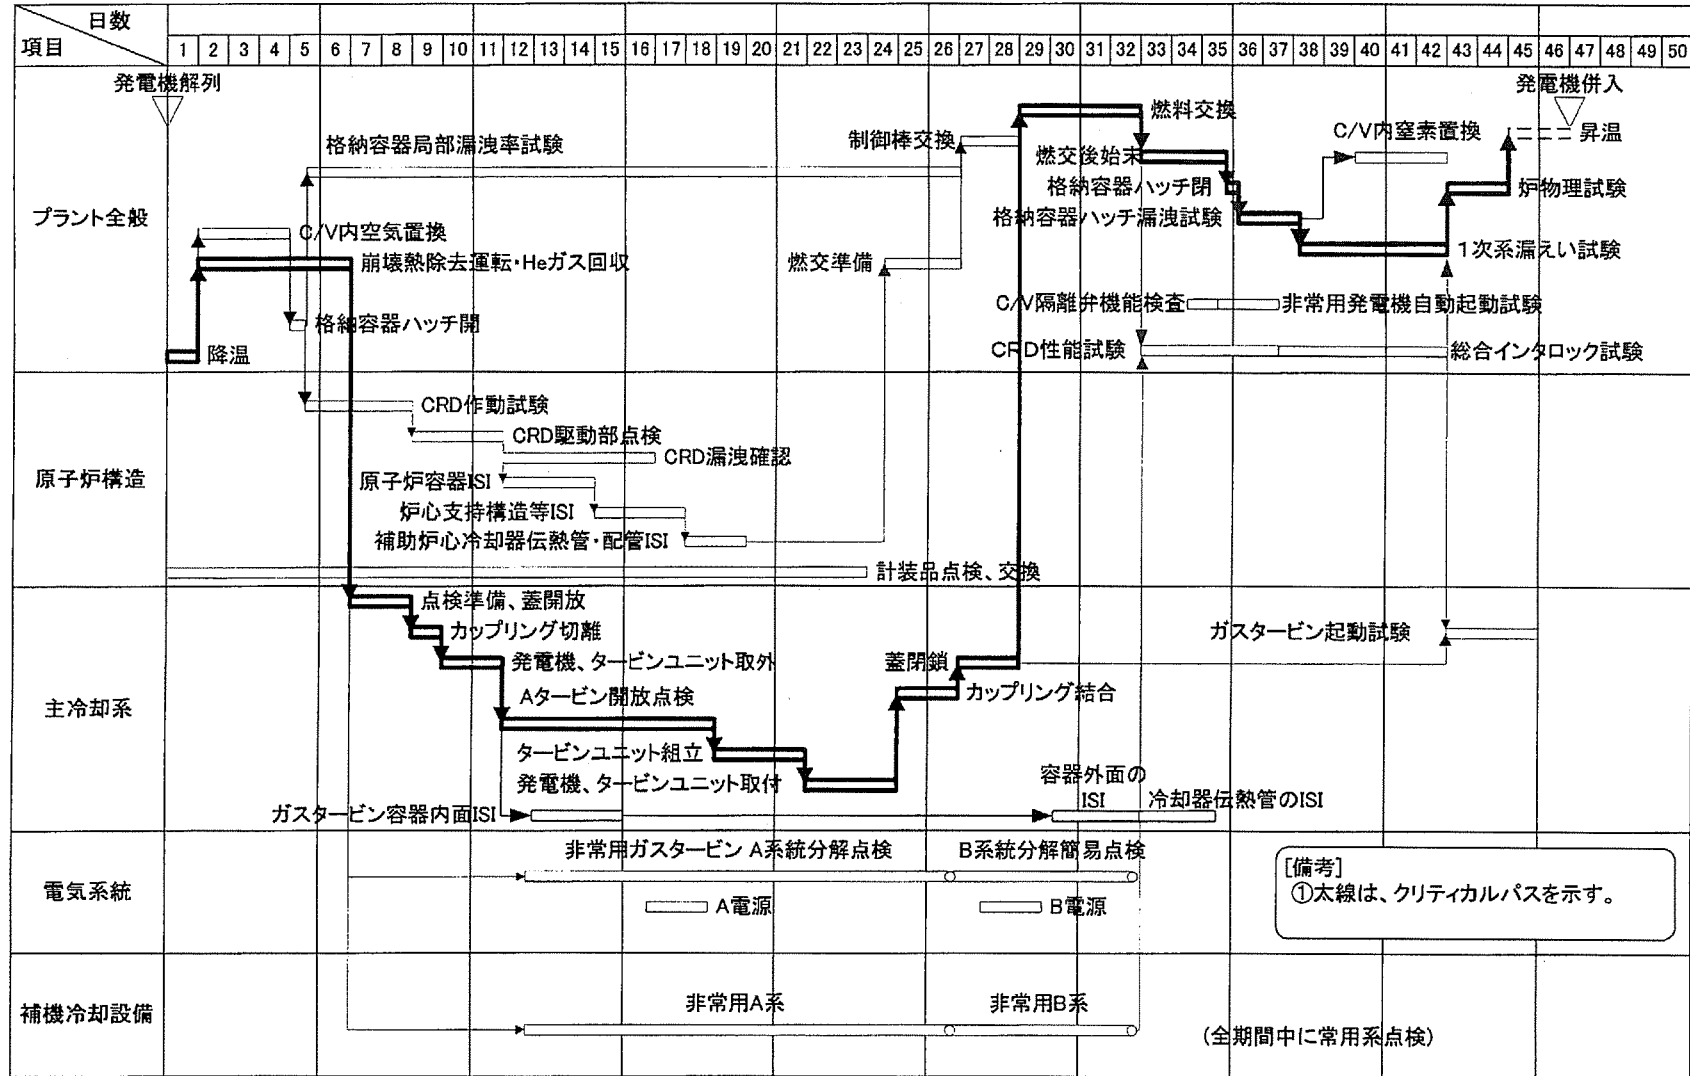 日数
項目
1 2 3 4 5 6 7 8 9 10 11 12 13 14 15 16 17 18 19 20 21 22 23 24 25 26 27 28 29 30 31 32 33 34 35 36 37 38 40 41 42 43 44 45 46 47 48 49 50
プラント全般
発電機解列
発電機併入
燃料交換
格納容器局部漏洩率試験
制御棒交換
C/V内窒素置換
昇温
燃交後始末
格納容器ハッチ閉
炉物理試験
格納容器ハッチ漏洩試験
C/V内空気置換
崩壊熱除去運転・Heガス回収
燃交準備
1次系漏えい試験
C/V隔離弁機能検査
非常用発電機自動起動試験
格納容器ハッチ開
降温
CRD性能試験
総合インタロック試験
原子炉構造
CRD作動試験
CRD駆動部点検
CRD漏洩確認
原子炉容器ISI
炉心支持構造等ISI
補助炉心冷却器伝熱管・配管ISI
計装品点検、交換
主冷却系
点検準備、蓋開放
カップリング切離
ガスタービン起動試験
発電機、タービンユニット取外
蓋閉鎖
Aタービン開放点検
カップリング結合
タービンユニット組立
発電機、タービンユニット取付
容器外面の
ISI
冷却器伝熱管のISI
ガスタービン容器内面ISI
電気系統
非常用ガスタービン A系統分解点検
B系統分解簡易点検
A電源
B電源
[備考]
①太線は、クリティカルパスを示す。
補機冷却設備
非常用A系
非常用B系
(全期間中に常用系点検)